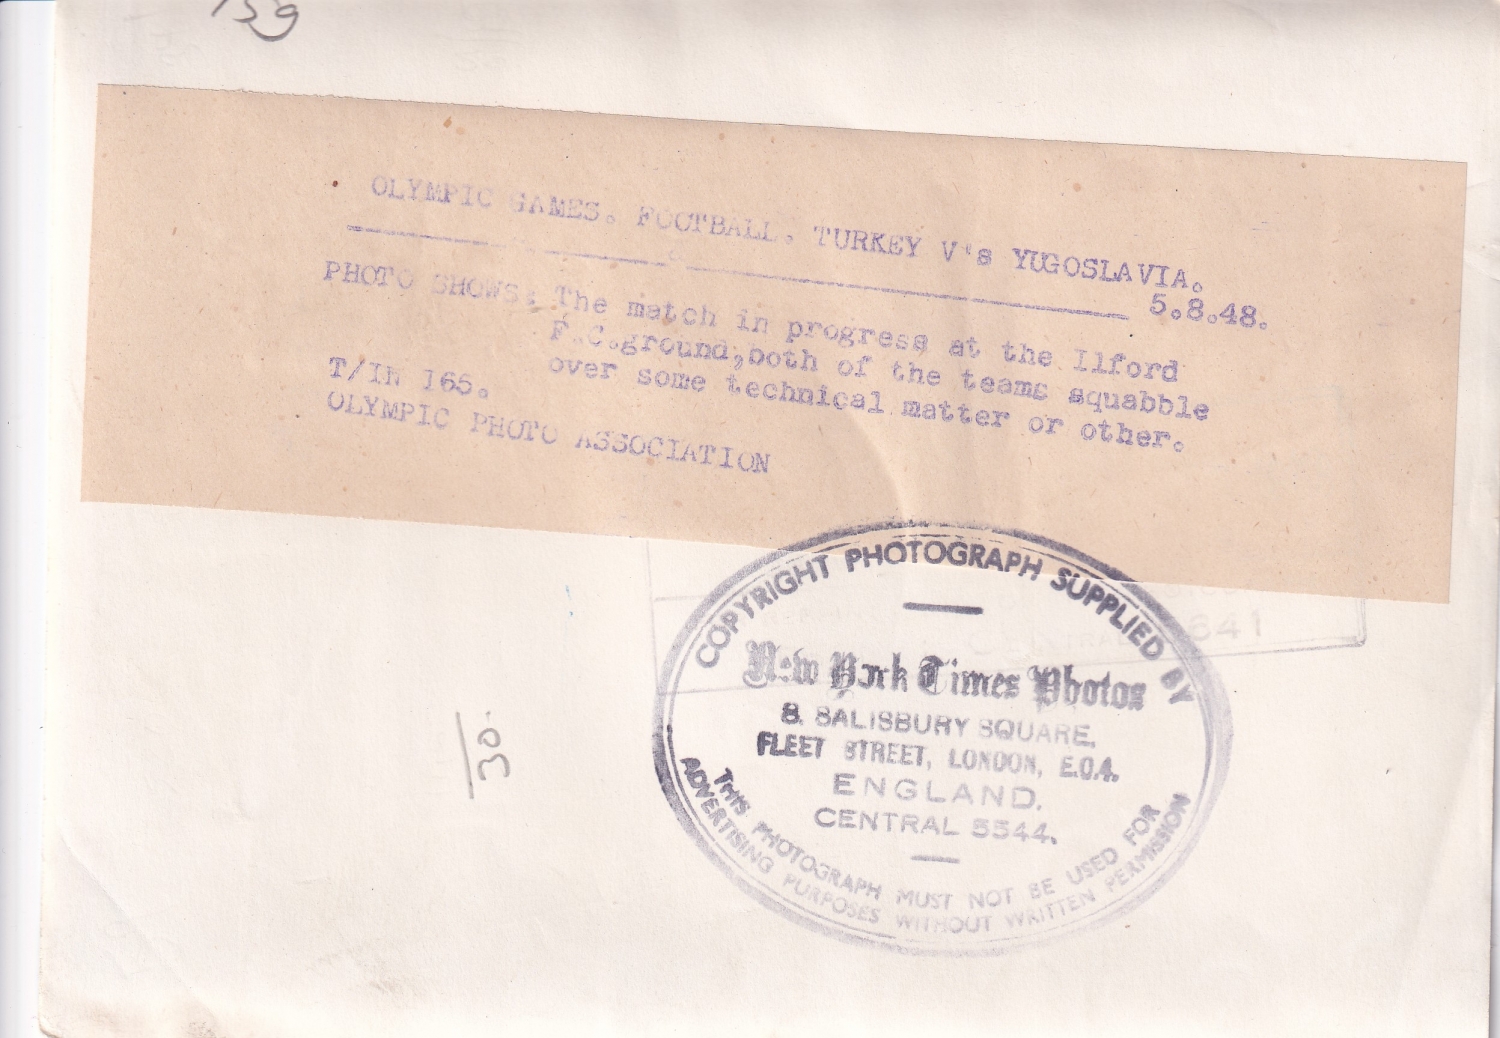 159
OLYMPIC GAMES. FOOTBALL. TURKEY V's YUGOSLAVIA.
5.8.48.
PHOTO SHOWS: The match in progress at the Ilford
F.C.ground,both of the teams squabble
over some technical matter or other.
T/IN 165.
OLYMPIC PHOTO ASSOCIATION
COPYRIGHT PHOTOGRAPH SUPPLIED BY
New York Times Photos
8. SALISBURY SQUARE,
FLEET STREET, LONDON, E.C.4.
ENGLAND.
CENTRAL 5544.
THIS PHOTOGRAPH MUST NOT BE USED FOR
ADVERTISING PURPOSES WITHOUT WRITTEN PERMISSION
CENTRAL 841
30.